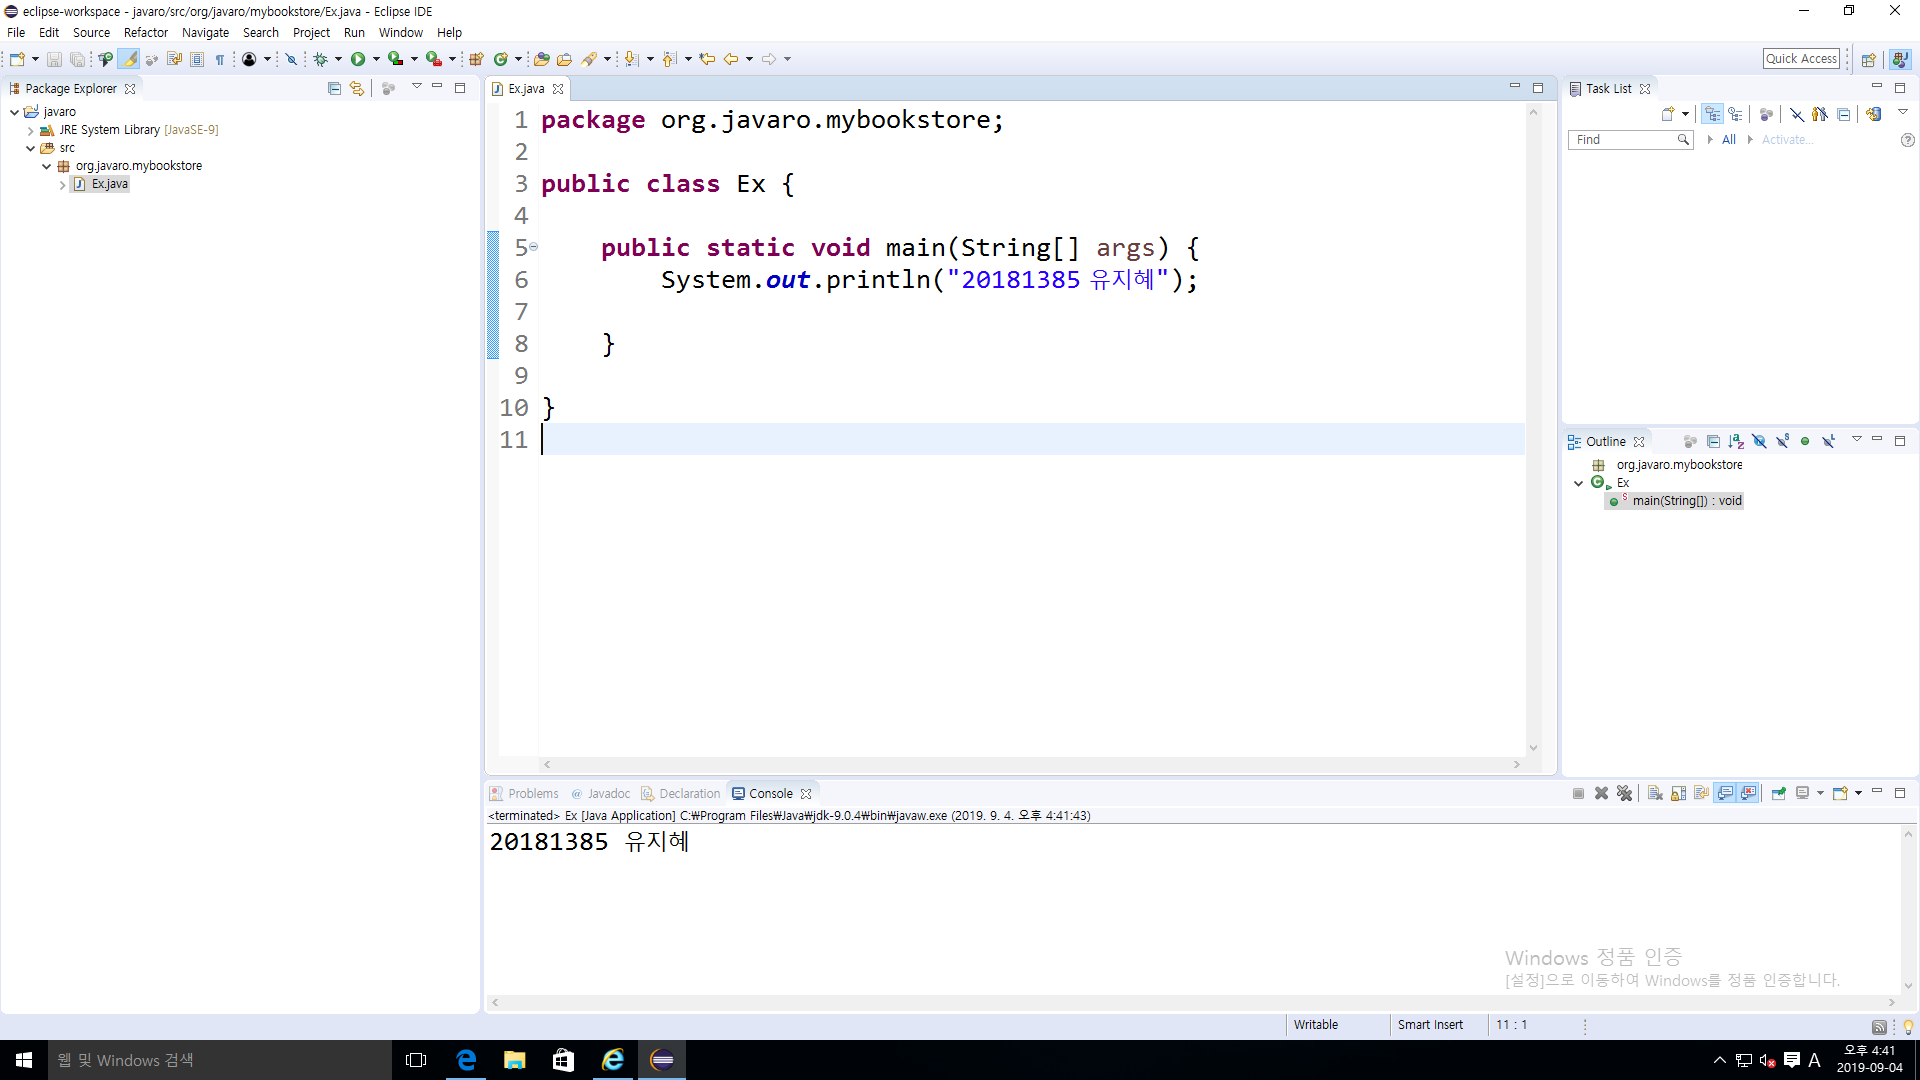 eclipse-workspace - javaro/src/org/javaro/mybookstore/Ex.java - Eclipse IDE
File Edit Source Refactor Navigate Search Project Run Window Help
Quick Access
Package Explorer
javaro
JRE System Library [JavaSE-9]
src
org.javaro.mybookstore
Ex.java
Ex.java
1 package org.javaro.mybookstore;
2
3 public class Ex {
4
5 public static void main(String[] args) {
6 System.out.println("20181385 유지혜");
7
8 }
9
10 }
11
Task List
Find All Activate...
Outline
org.javaro.mybookstore
Ex
main(String[]) : void
Problems Javadoc Declaration Console
<terminated> Ex [Java Application] C:₩Program Files₩Java₩jdk-9.0.4₩bin₩javaw.exe (2019. 9. 4. 오후 4:41:43)
20181385 유지혜
Windows 정품 인증
[설정]으로 이동하여 Windows를 정품 인증합니다.
Writable Smart Insert 11 : 1
웹 및 Windows 검색
A
오후 4:41
2019-09-04